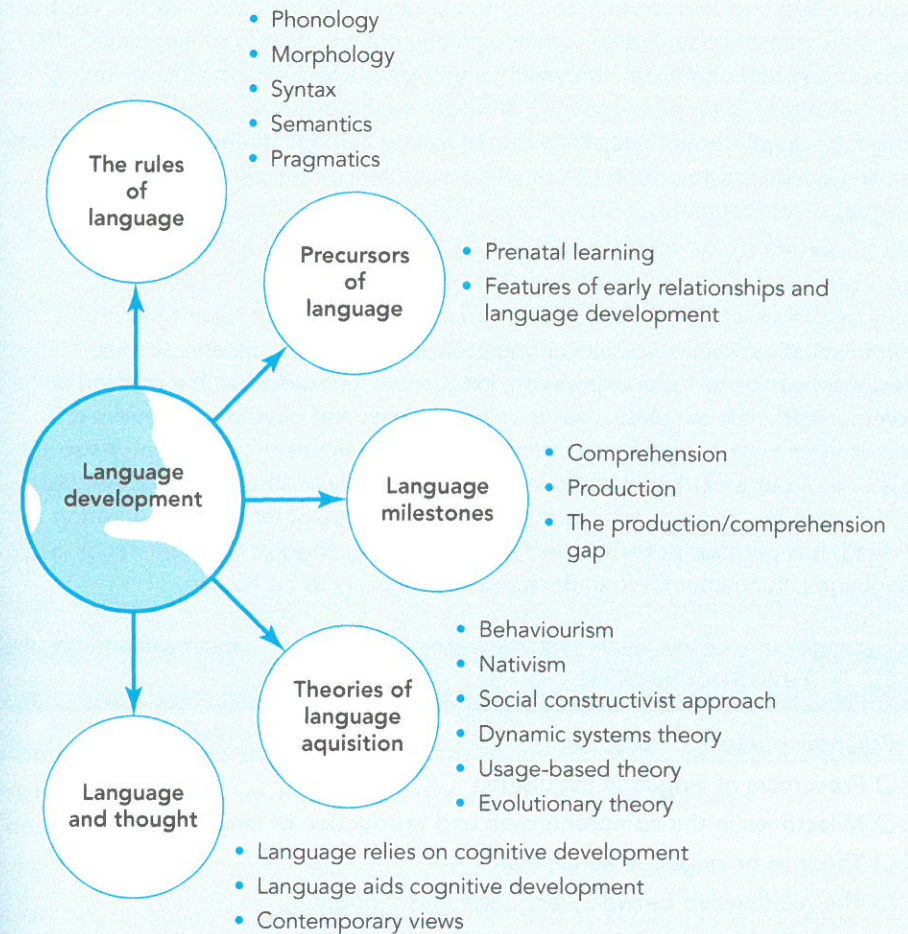 • Phonology
• Morphology
• Syntax
• Semantics
• Pragmatics
The rules
of
language
Precursors
of
language
• Prenatal learning
• Features of early relationships and
language development
Language
development
Language
milestones
• Comprehension
• Production
• The production/comprehension
gap
Theories of
language
aquisition
• Behaviourism
• Nativism
• Social constructivist approach
• Dynamic systems theory
• Usage-based theory
• Evolutionary theory
Language
and thought
• Language relies on cognitive development
• Language aids cognitive development
• Contemporary views